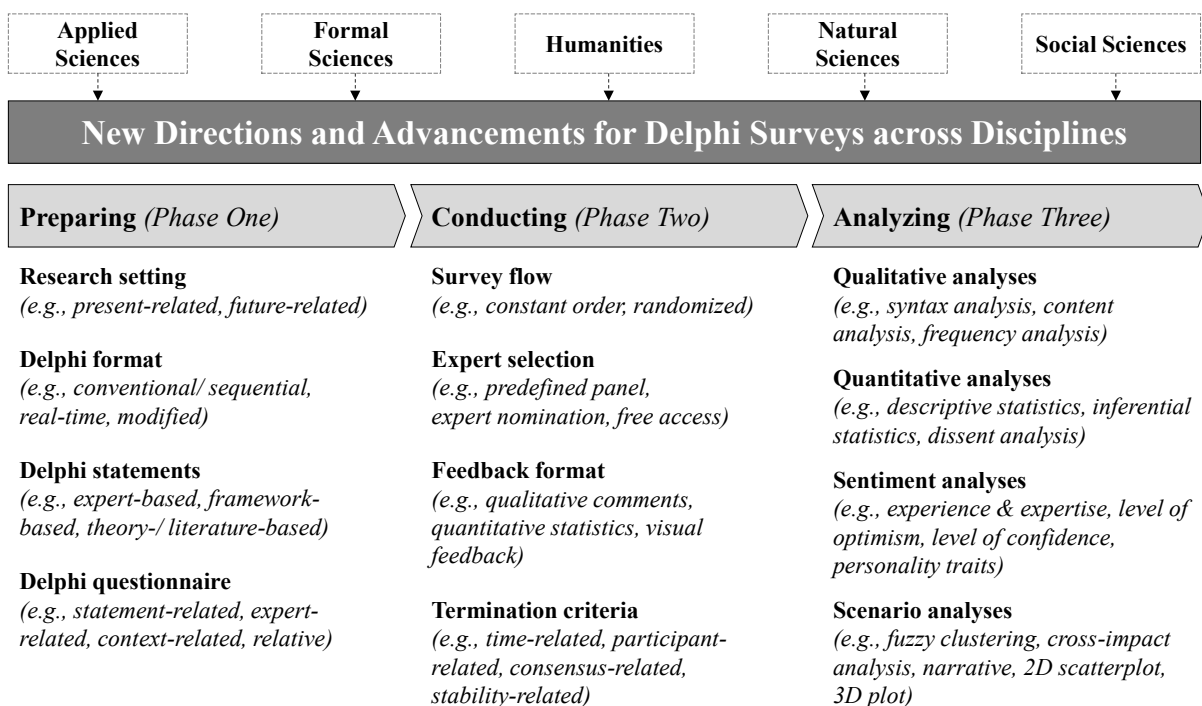 Applied
Sciences
Formal
Sciences
Humanities
Natural
Sciences
Social Sciences
New Directions and Advancements for Delphi Surveys across Disciplines
Preparing (Phase One)
Research setting
(e.g., present-related, future-related)
Delphi format
(e.g., conventional/ sequential,
real-time, modified)
Delphi statements
(e.g., expert-based, framework-
based, theory-/ literature-based)
Delphi questionnaire
(e.g., statement-related, expert-
related, context-related, relative)
Conducting (Phase Two)
Survey flow
(e.g., constant order, randomized)
Expert selection
(e.g., predefined panel,
expert nomination, free access)
Feedback format
(e.g., qualitative comments,
quantitative statistics, visual
feedback)
Termination criteria
(e.g., time-related, participant-
related, consensus-related,
stability-related)
Analyzing (Phase Three)
Qualitative analyses
(e.g., syntax analysis, content
analysis, frequency analysis)
Quantitative analyses
(e.g., descriptive statistics, inferential
statistics, dissent analysis)
Sentiment analyses
(e.g., experience & expertise, level of
optimism, level of confidence,
personality traits)
Scenario analyses
(e.g., fuzzy clustering, cross-impact
analysis, narrative, 2D scatterplot,
3D plot)